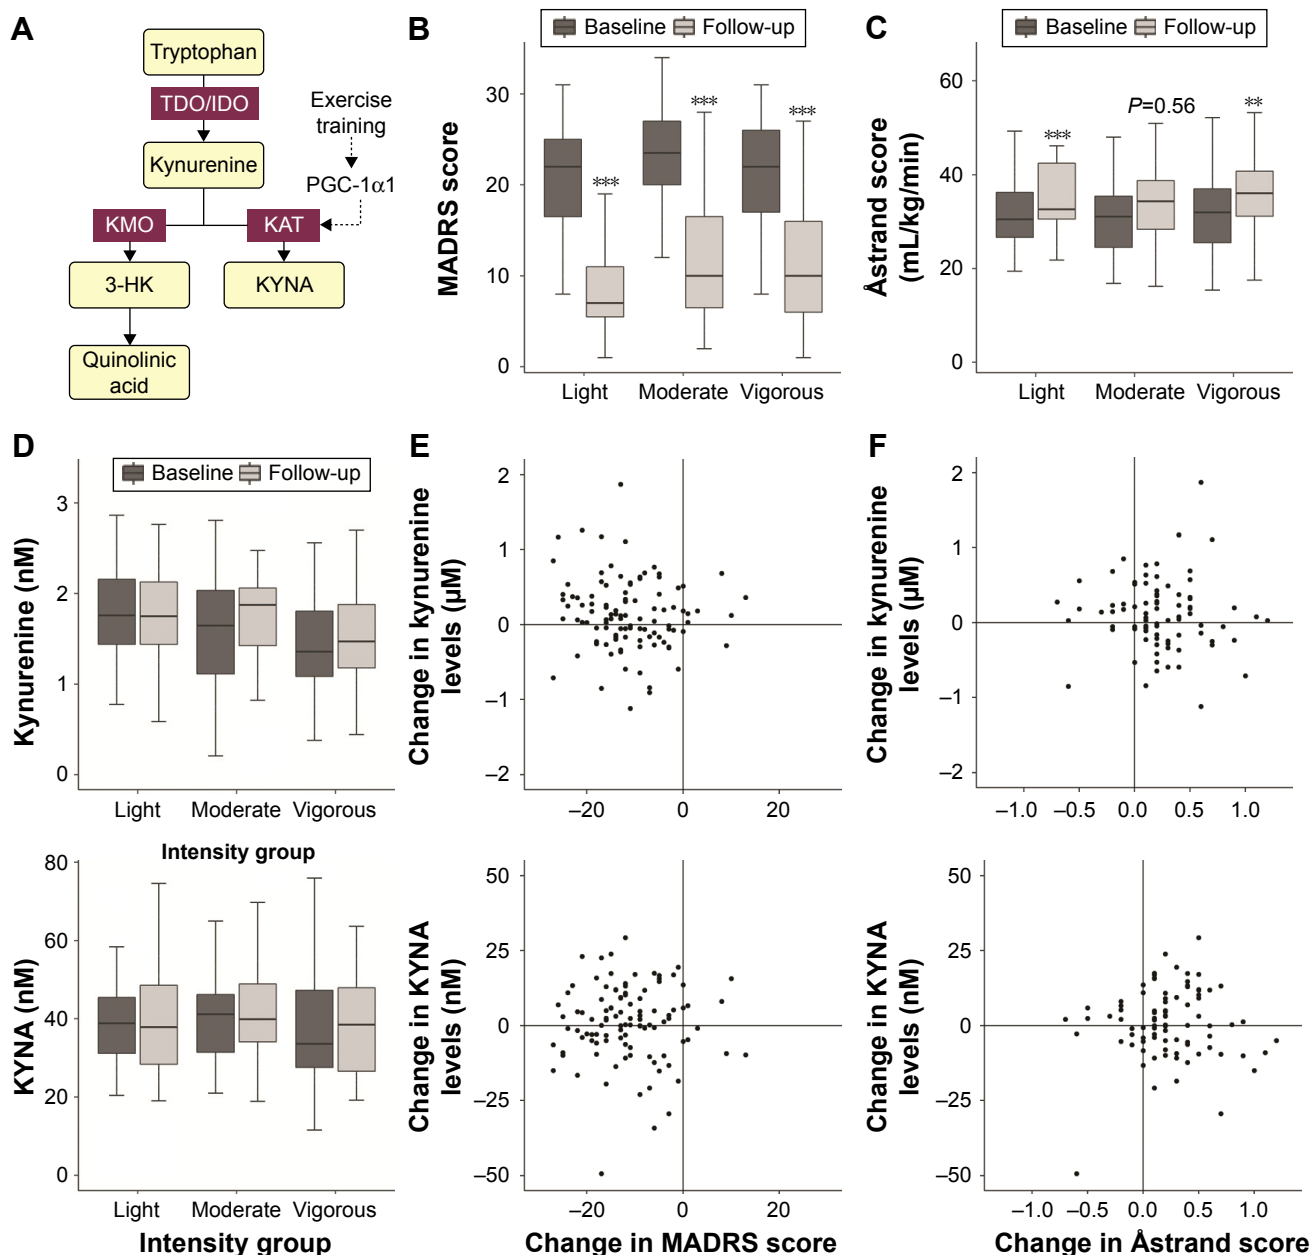 A
Tryptophan
TDO/IDO
Exercise
training
Kynurenine
PGC-1α1
KMO
KAT
3-HK
KYNA
Quinolinic
acid
B
Baseline
Follow-up
MADRS score
30
20
10
0
***
***
***
Light
Moderate
Vigorous
C
Baseline
Follow-up
Åstrand score
(mL/kg/min)
60
40
20
0
***
P=0.56
**
Light
Moderate
Vigorous
D
Baseline
Follow-up
Kynurenine (nM)
3
2
1
0
Light
Moderate
Vigorous
Intensity group
KYNA (nM)
80
60
40
20
0
Light
Moderate
Vigorous
Intensity group
E
Change in kynurenine
levels (µM)
2
1
0
–1
–2
–20
0
20
Change in KYNA
levels (nM)
50
25
0
–25
–50
–20
0
20
Change in MADRS score
F
Change in kynurenine
levels (µM)
2
1
0
–1
–2
–1.0
–0.5
0.0
0.5
1.0
Change in KYNA
levels (nM)
50
25
0
–25
–50
–1.0
–0.5
0.0
0.5
1.0
Change in Åstrand score